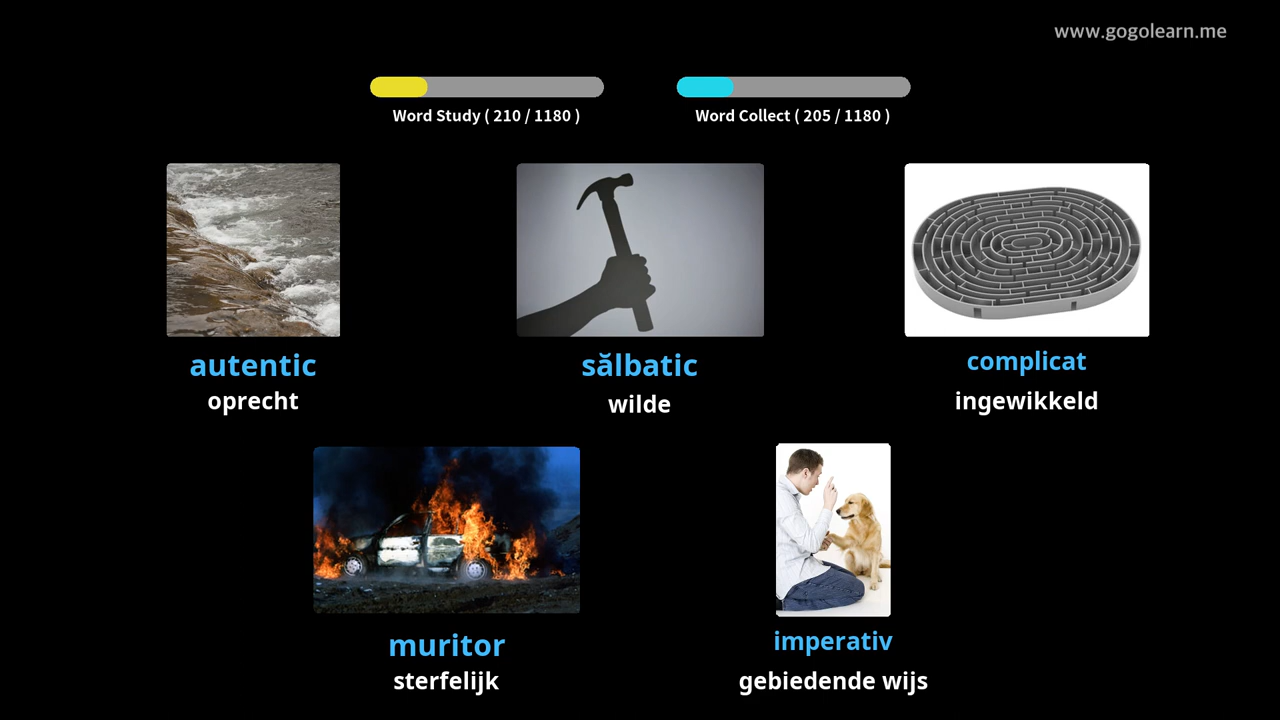 www.gogolearn.me
Word Study ( 210 / 1180 )
Word Collect ( 205 / 1180 )
autentic
oprecht
sălbatic
wilde
complicat
ingewikkeld
muritor
sterfelijk
imperativ
gebiedende wijs